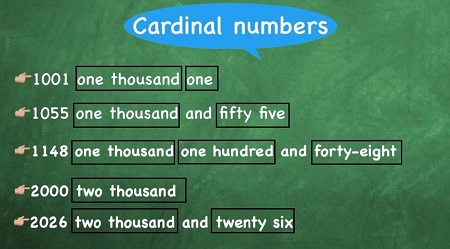 Cardinal numbers
1001 one thousand one
1055 one thousand and fifty five
1148 one thousand one hundred and forty-eight
2000 two thousand
2026 two thousand and twenty six